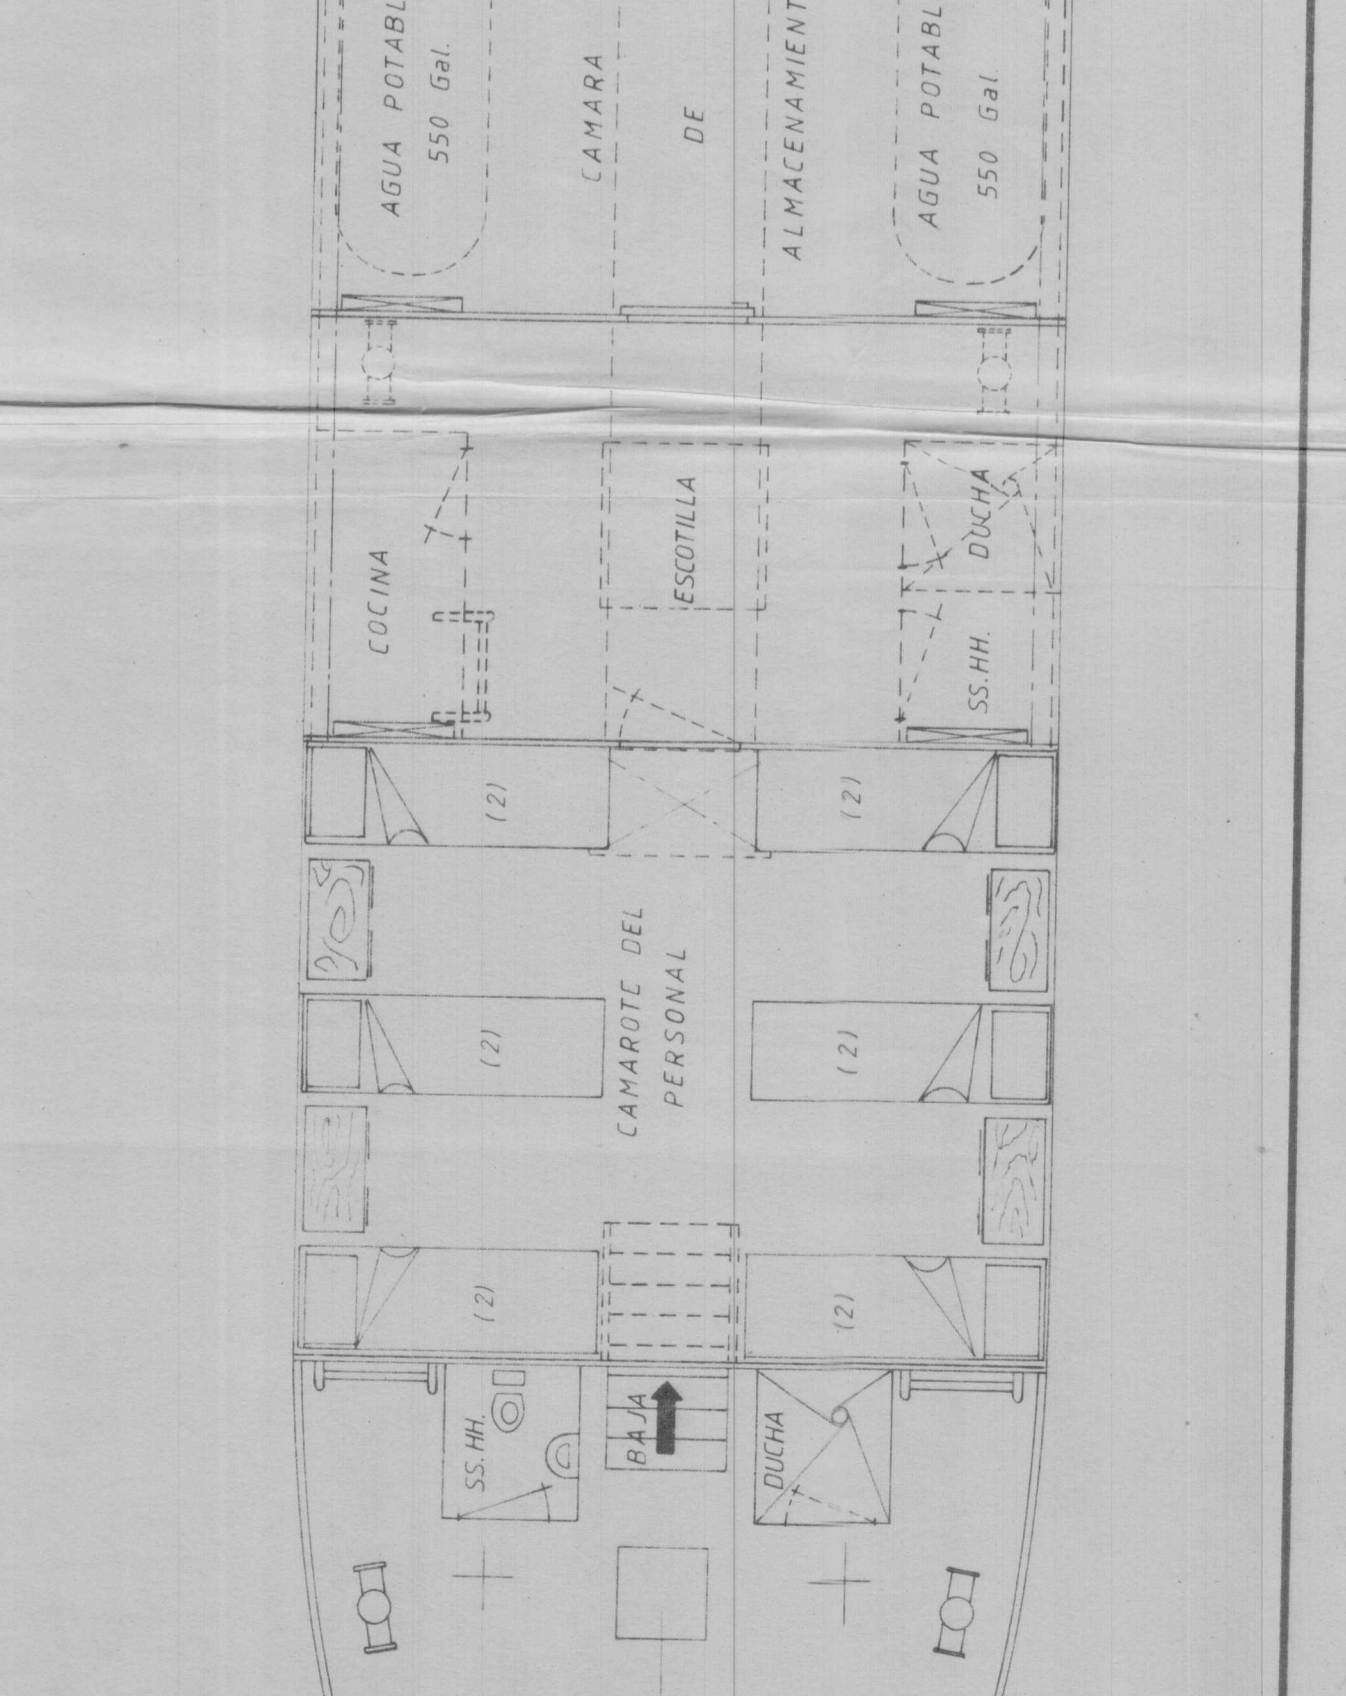 AGUA POTABL
550 Gal.
CAMARA
DE
ALMACENAMIENT
AGUA POTABL
550 Gal.
COCINA
ESCOTILLA
DUCHA
SS.HH.
(2)
(2)
CAMAROTE DEL
PERSONAL
(2)
(2)
(2)
(2)
SS.HH.
BAJA
DUCHA